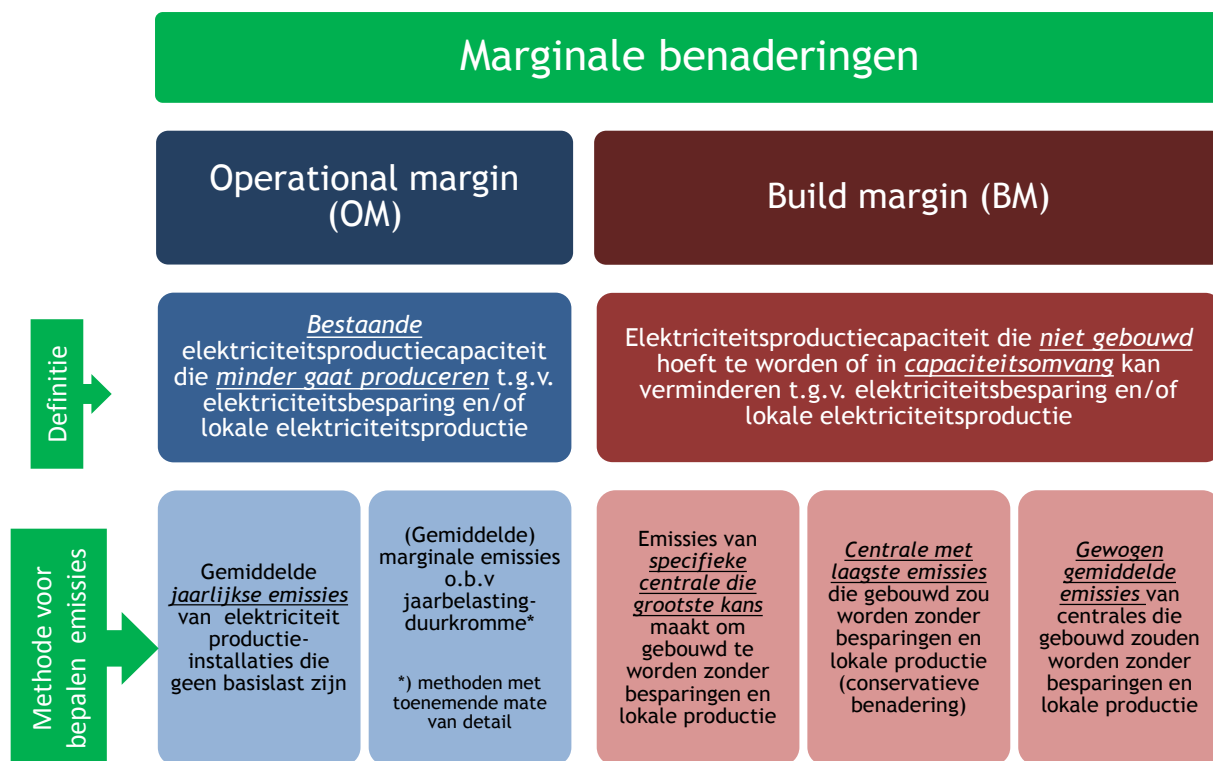 Marginale benaderingen
Operational margin
(OM)
Build margin (BM)
Definitie
Bestaande
elektriciteitsproductiecapaciteit
die minder gaat produceren t.g.v.
elektriciteitsbesparing en/of
lokale elektriciteitsproductie
Elektriciteitsproductiecapaciteit die niet gebouwd
hoeft te worden of in capaciteitsomvang kan
verminderen t.g.v. elektriciteitsbesparing en/of
lokale elektriciteitsproductie
Methode voor
bepalen emissies
Gemiddelde
jaarlijkse emissies
van elektriciteit
productie-
installaties die
geen basislast zijn
(Gemiddelde)
marginale emissies
o.b.v
jaarbelasting-
duurkromme*
*) methoden met
toenemende mate
van detail
Emissies van
specifieke
centrale die
grootste kans
maakt om
gebouwd te
worden zonder
besparingen en
lokale productie
Centrale met
laagste emissies
die gebouwd zou
worden zonder
besparingen en
lokale productie
(conservatieve
benadering)
Gewogen
gemiddelde
emissies van
centrales die
gebouwd zouden
worden zonder
besparingen en
lokale productie